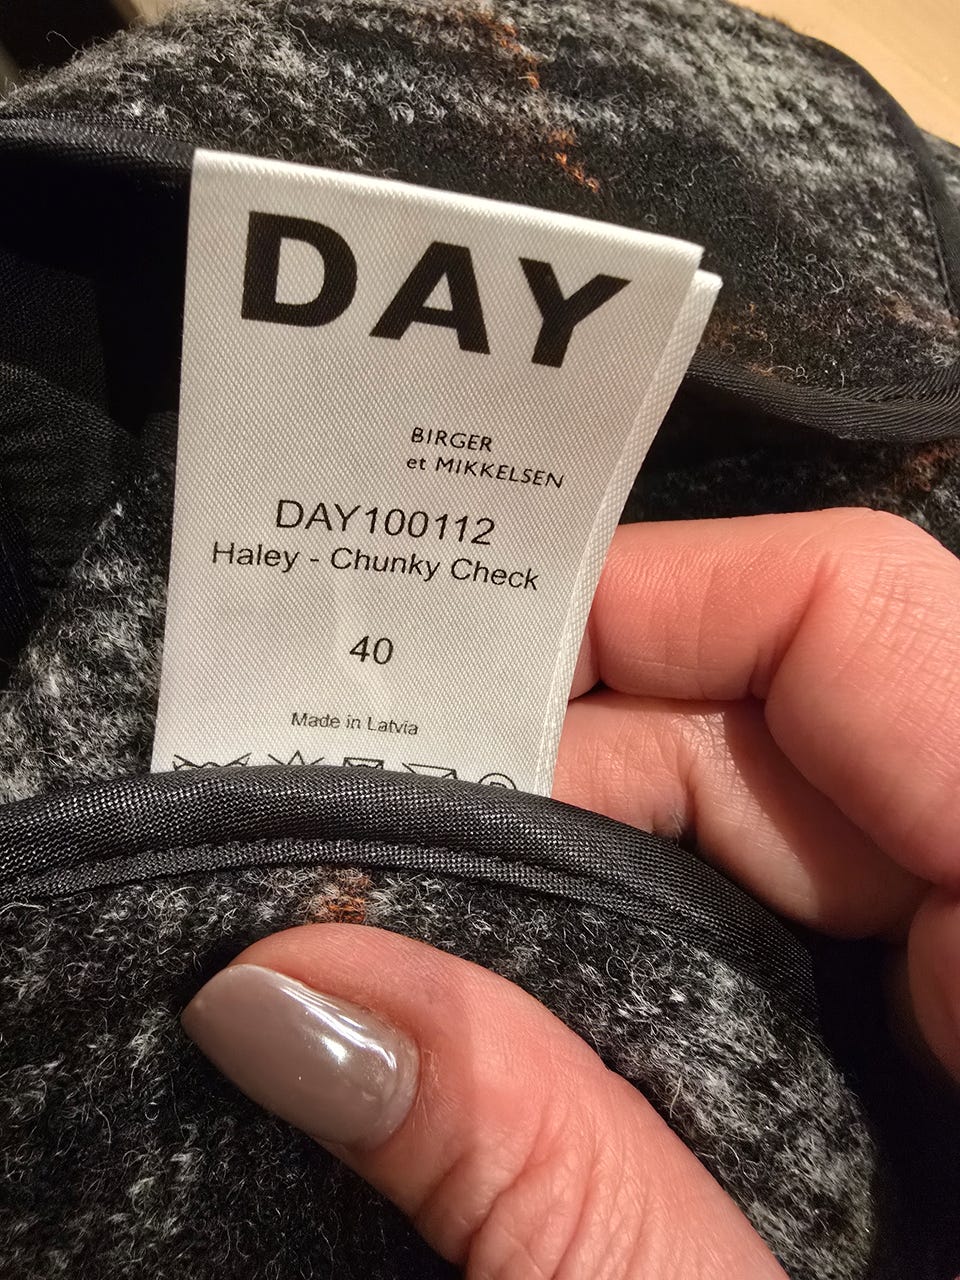 DAY
BIRGER
et MIKKELSEN
DAY100112
Haley - Chunky Check
40
Made in Latvia